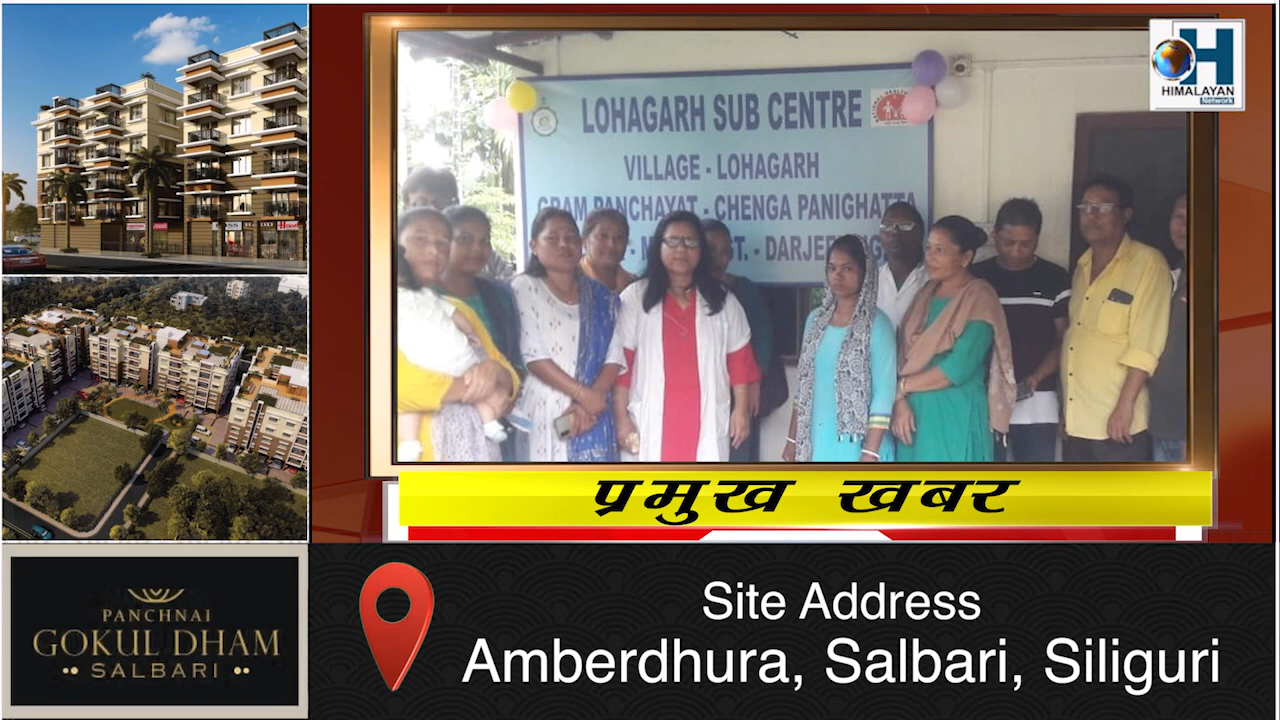 HIMALAYAN
Network
LOHAGARH SUB CENTRE
VILLAGE - LOHAGARH
GRAM PANCHAYAT - CHENGA PANIGHATTA
DARJEELING
प्रमुख खबर
PANCHNAI
GOKUL DHAM
SALBARI
Site Address
Amberdhura, Salbari, Siliguri